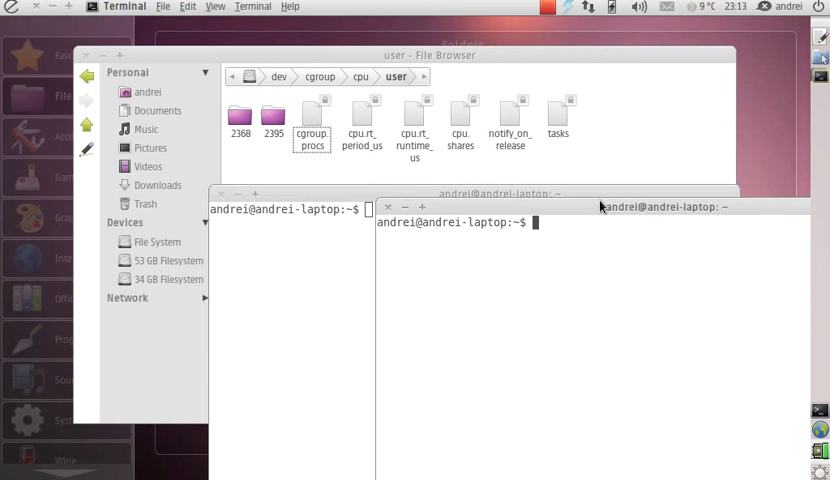 Terminal File Edit View Terminal Help 9 °C 23:13 andrei
Folders
user - File Browser
Personal
andrei
Documents
Music
Pictures
Videos
Downloads
Trash
Devices
File System
53 GB Filesystem
34 GB Filesystem
Network
dev cgroup cpu user
2368
2395
cgroup.
procs
cpu.rt_
period_us
cpu.rt_
runtime_
us
cpu.
shares
notify_on_
release
tasks
andrei@andrei-laptop: ~
andrei@andrei-laptop:~$
andrei@andrei-laptop: ~
andrei@andrei-laptop:~$
Wine